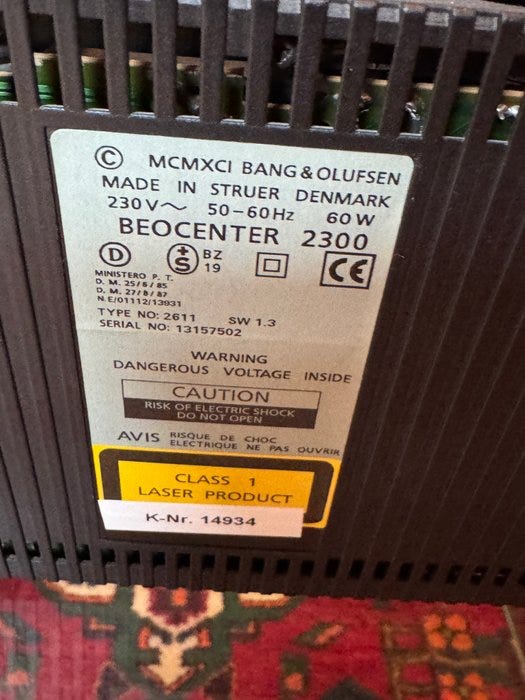 © MCMXCI BANG & OLUFSEN
MADE IN STRUER DENMARK
230 V~ 50-60Hz 60 W
BEOCENTER 2300
D +S BZ 19 CE
MINISTERO P. T.
D. M. 25/6/85
D. M. 27/8/87
N.E/01112/13931
TYPE NO: 2611 SW 1.3
SERIAL NO: 13157502
WARNING
DANGEROUS VOLTAGE INSIDE
CAUTION
RISK OF ELECTRIC SHOCK
DO NOT OPEN
AVIS RISQUE DE CHOC
ELECTRIQUE NE PAS OUVRIR
CLASS 1
LASER PRODUCT
K-Nr. 14934